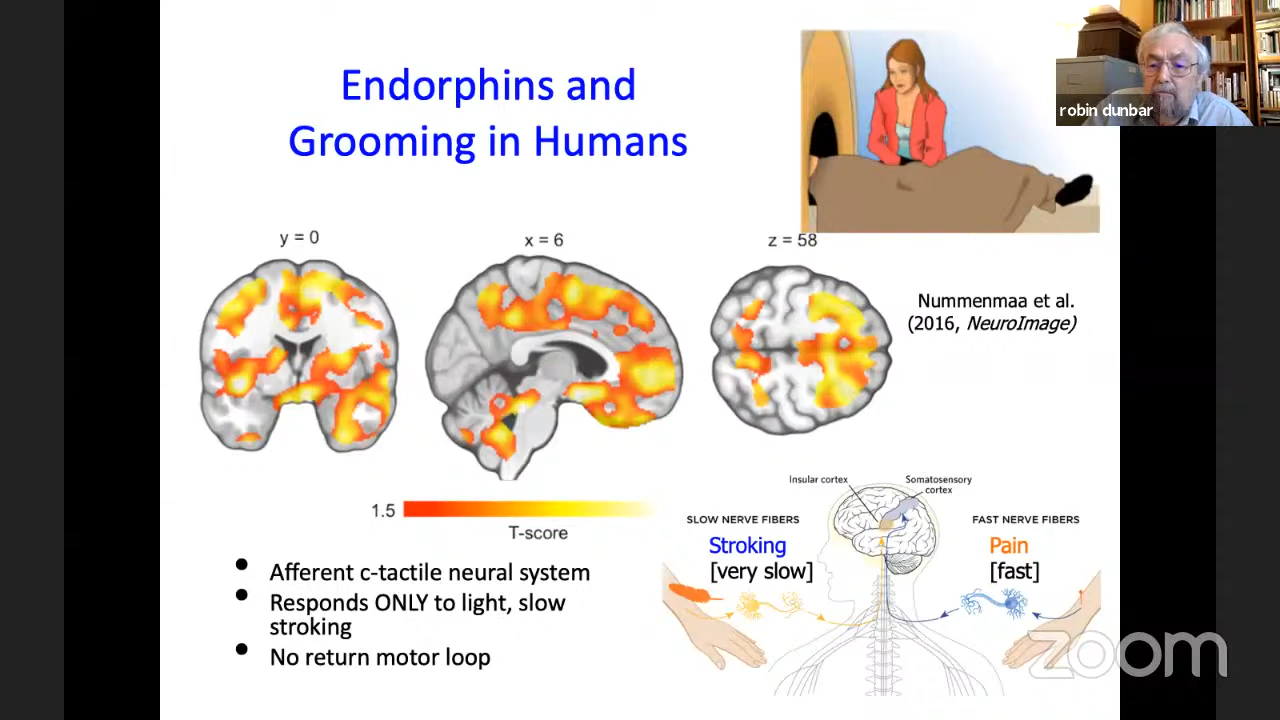 Endorphins and
Grooming in Humans
robin dunbar
y = 0
x = 6
z = 58
Nummenmaa et al.
(2016, NeuroImage)
1.5
T-score
• Afferent c-tactile neural system
• Responds ONLY to light, slow
stroking
• No return motor loop
Insular cortex
Somatosensory
cortex
SLOW NERVE FIBERS
FAST NERVE FIBERS
Stroking
[very slow]
Pain
[fast]
zoom